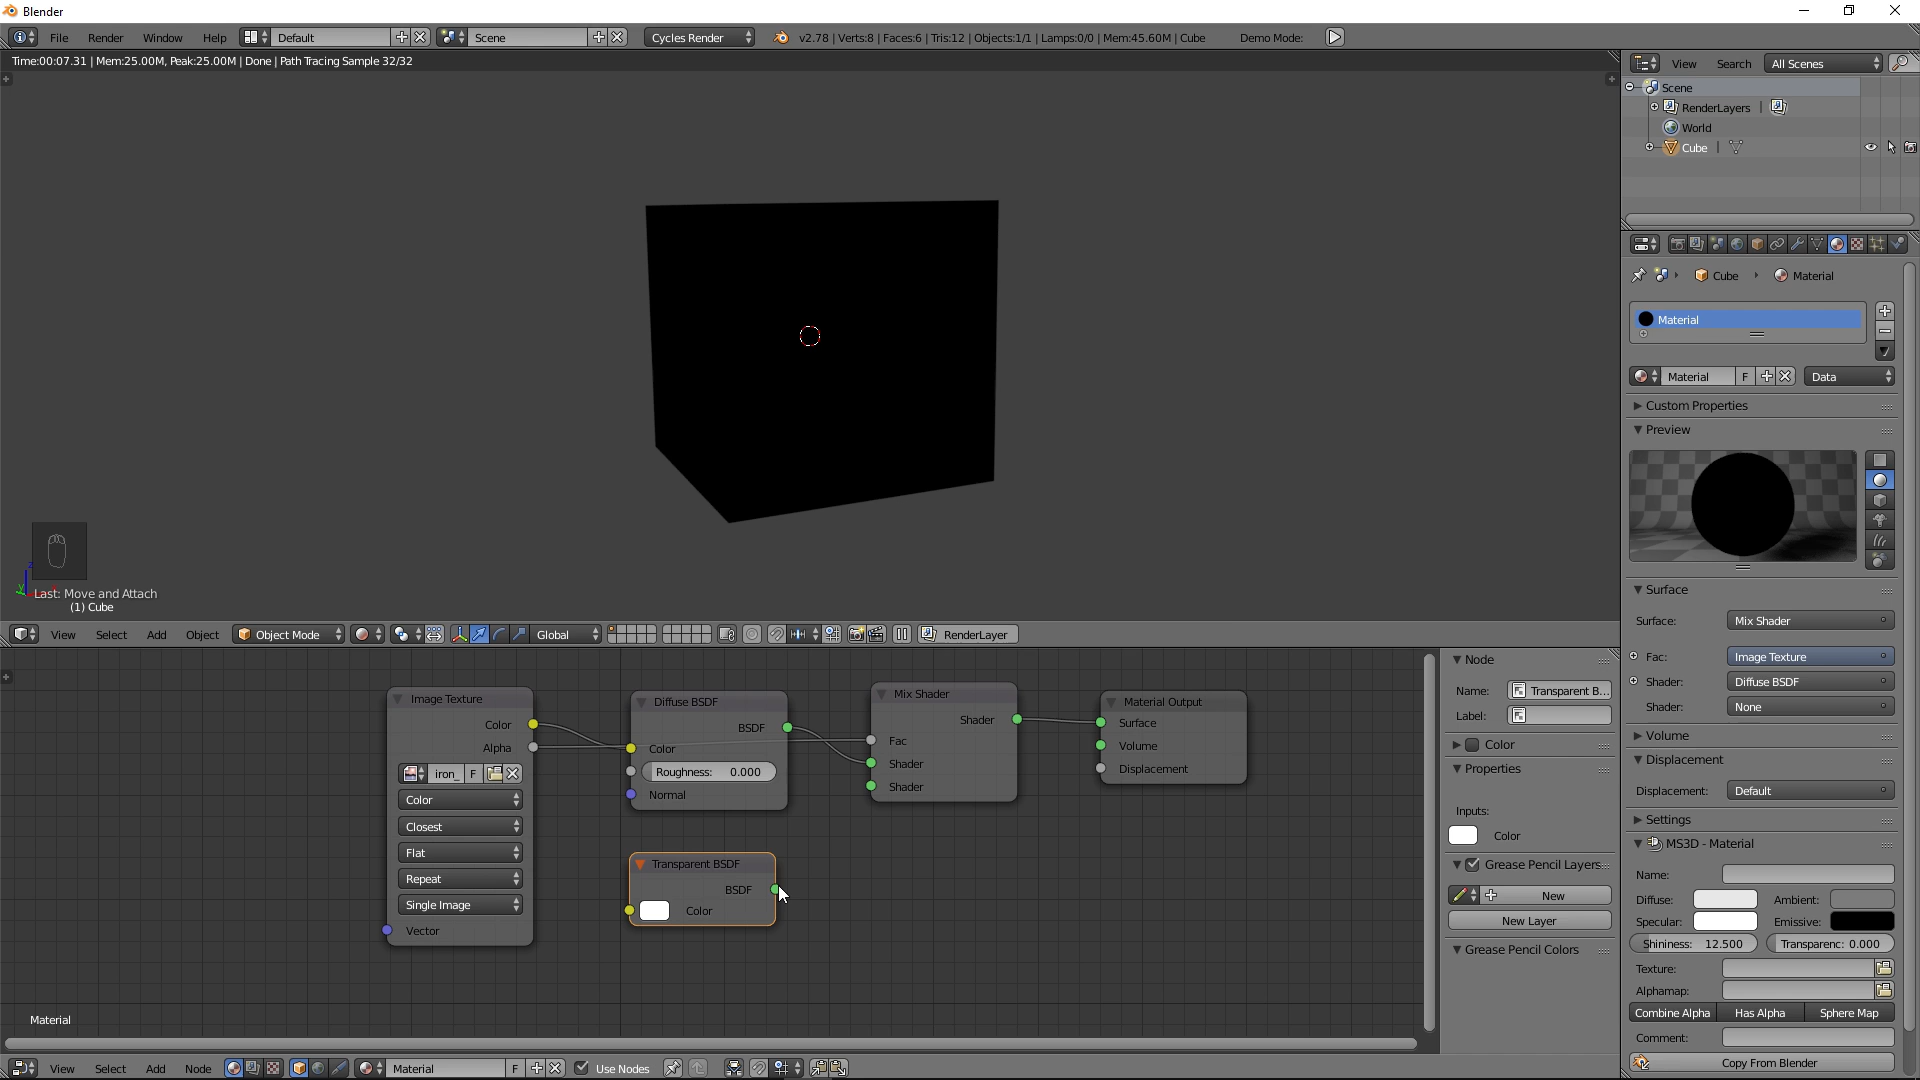 Blender
File Render Window Help Default Scene Cycles Render v2.78 | Verts:8 | Faces:6 | Tris:12 | Objects:1/1 | Lamps:0/0 | Mem:45.60M | Cube Demo Mode:
Time:00:07.31 | Mem:25.00M, Peak:25.00M | Done | Path Tracing Sample 32/32
View Search All Scenes
Scene
RenderLayers |
World
Cube |
Cube Material
Material
Material F Data
Custom Properties
Preview
Last: Move and Attach
(1) Cube
View Select Add Object Object Mode Global RenderLayer
Surface
Surface: Mix Shader
Fac: Image Texture
Shader: Diffuse BSDF
Shader: None
Volume
Displacement
Displacement: Default
Settings
MS3D - Material
Name:
Diffuse: Ambient:
Specular: Emissive:
Shininess: 12.500 Transparenc: 0.000
Texture:
Alphamap:
Combine Alpha Has Alpha Sphere Map
Comment:
Copy From Blender
Image Texture
Color
Alpha
iron_ F
Color
Closest
Flat
Repeat
Single Image
Vector
Diffuse BSDF
BSDF
Color
Roughness: 0.000
Normal
Transparent BSDF
BSDF
Color
Mix Shader
Shader
Fac
Shader
Shader
Material Output
Surface
Volume
Displacement
Node
Name: Transparent B...
Label:
Color
Properties
Inputs:
Color
Grease Pencil Layers
New
New Layer
Grease Pencil Colors
Material
View Select Add Node Material F Use Nodes